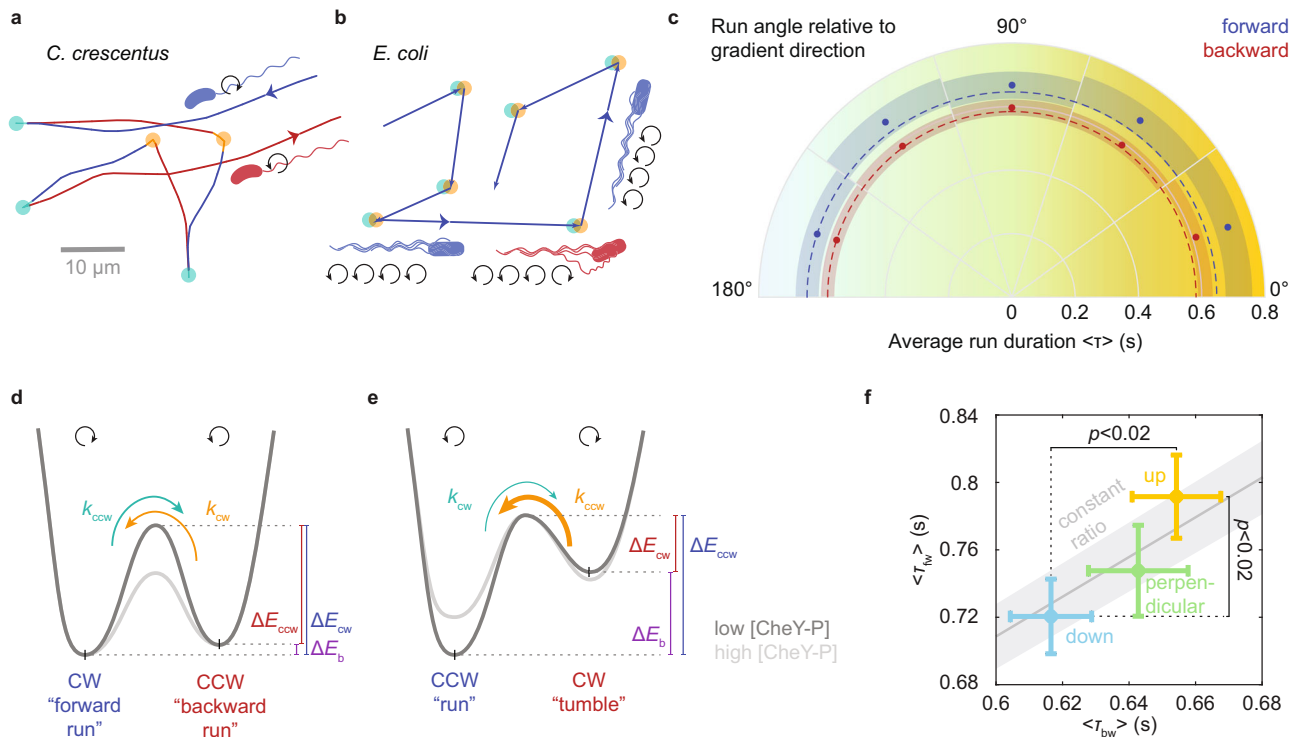 a
C. crescentus
10 µm
b
E. coli
c
Run angle relative to
gradient direction
90°
forward
backward
180°
0°
0 0.2 0.4 0.6 0.8
Average run duration <τ> (s)
d
k_ccw
k_cw
ΔE_ccw
ΔE_cw
ΔE_b
CW
“forward
run”
CCW
“backward
run”
e
k_cw
k_ccw
ΔE_cw
ΔE_ccw
ΔE_b
low [CheY-P]
high [CheY-P]
CCW
“run”
CW
“tumble”
f
0.84
0.8
0.76
0.72
0.68
<τ_fw> (s)
p<0.02
up
constant
ratio
p<0.02
perpen-
dicular
down
0.6 0.62 0.64 0.66 0.68
<τ_bw> (s)